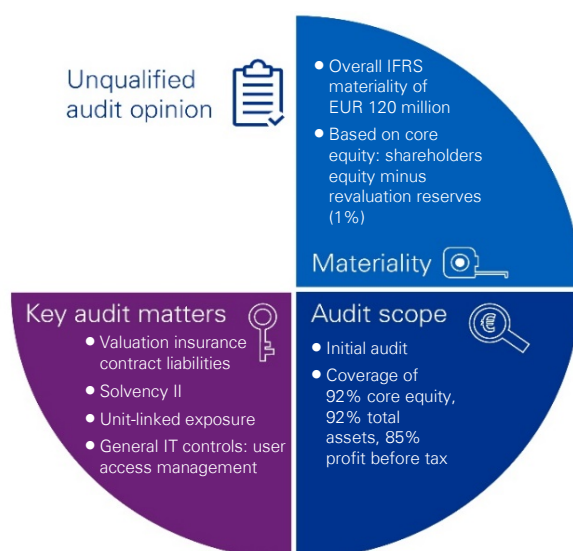 Unqualified
audit opinion
● Overall IFRS
materiality of
EUR 120 million
● Based on core
equity: shareholders
equity minus
revaluation reserves
(1%)
Materiality
Key audit matters
● Valuation insurance
contract liabilities
● Solvency II
● Unit-linked exposure
● General IT controls: user
access management
Audit scope
● Initial audit
● Coverage of
92% core equity,
92% total
assets, 85%
profit before tax